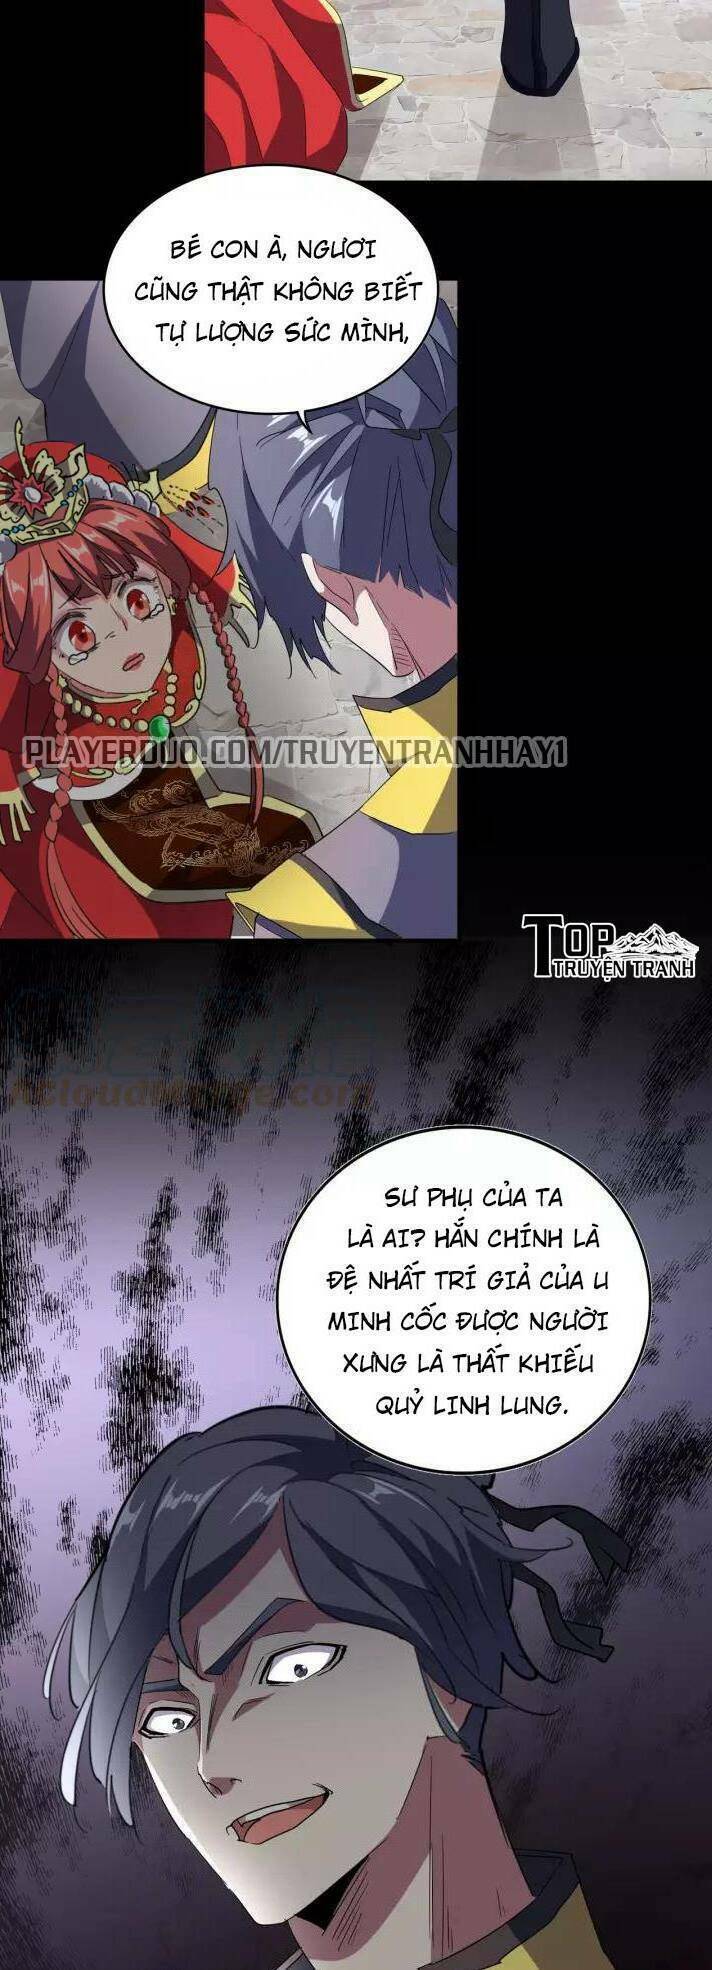 BÉ CON À, NGƯƠI
CŨNG THẬT KHÔNG BIẾT
TỰ LƯỢNG SỨC MÌNH,
PLAYERDUO.COM/TRUYENTRANHHAY1
TOP
TRUYỆN TRANH
ACloudMerge.com
SƯ PHỤ CỦA TA
LÀ AI? HẮN CHÍNH LÀ
ĐỆ NHẤT TRÍ GIẢ CỦA U
MINH CỐC ĐƯỢC NGƯỜI
XƯNG LÀ THẤT KHIẾU
QUỶ LINH LUNG.